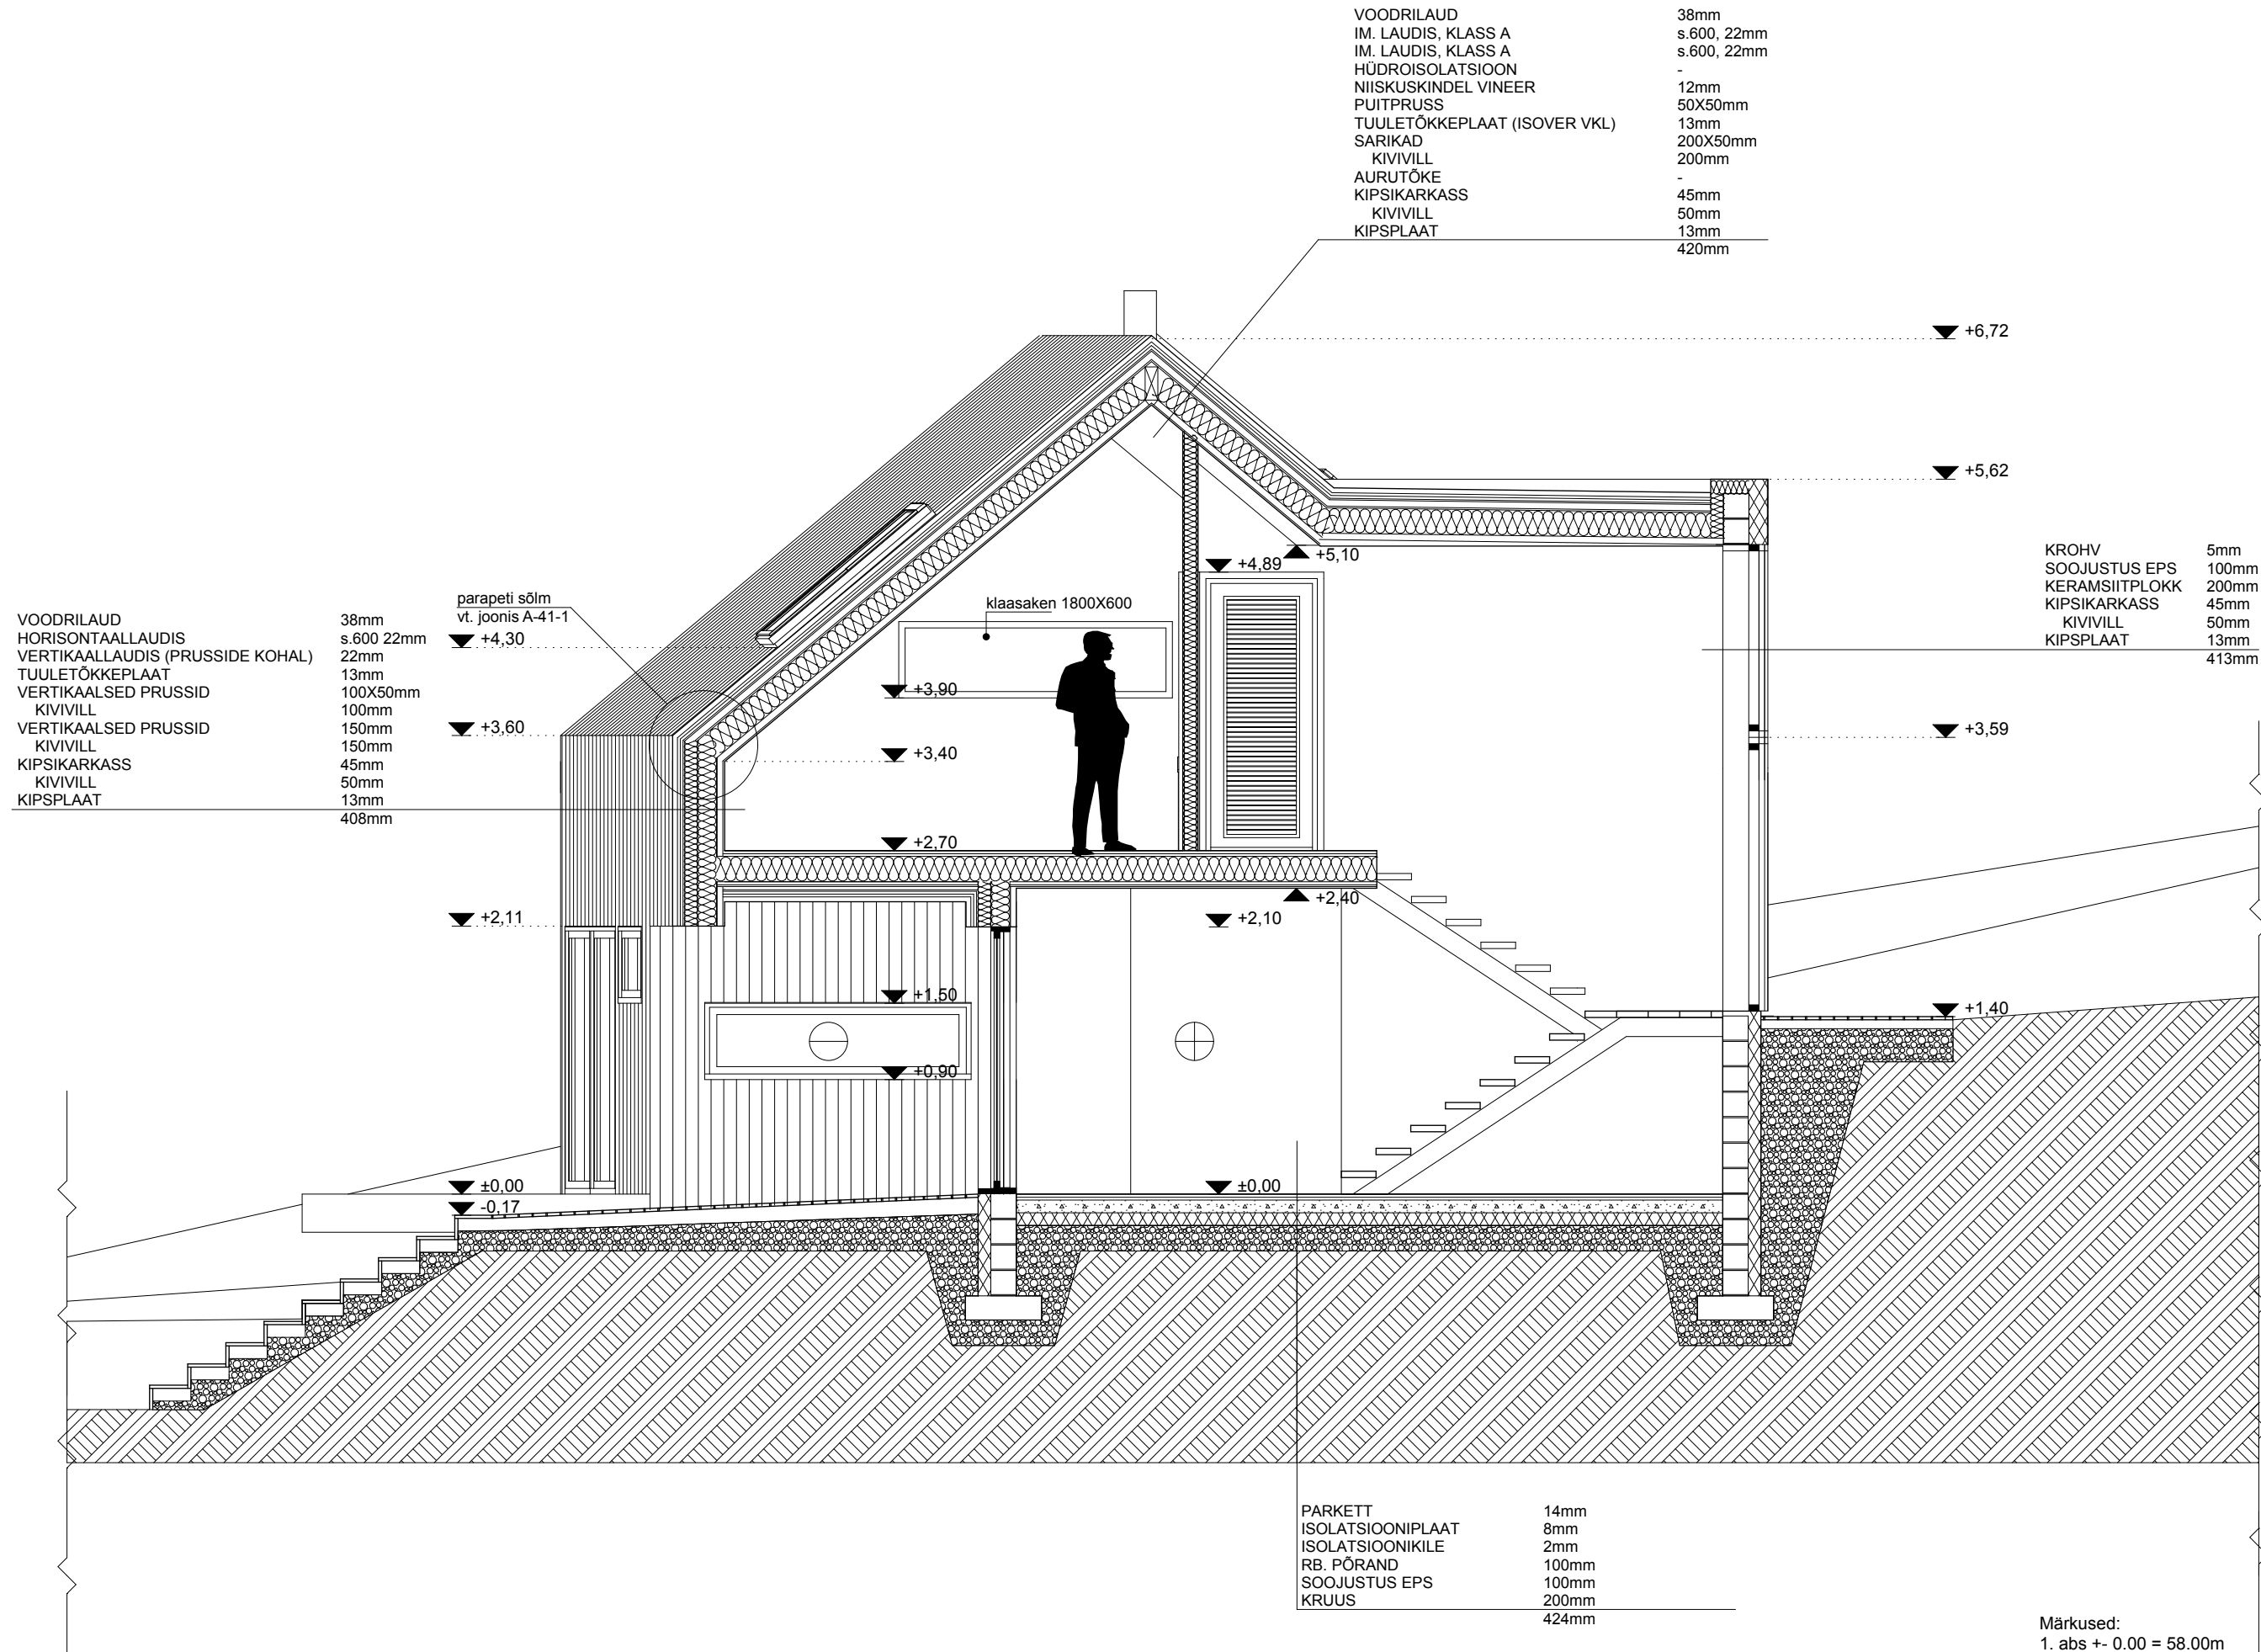 VOODRILAUD 38mm
IM. LAUDIS, KLASS A s.600, 22mm
IM. LAUDIS, KLASS A s.600, 22mm
HÜDROISOLATSIOON -
NIISKUSKINDEL VINEER 12mm
PUITPRUSS 50X50mm
TUULETÕKKEPLAAT (ISOVER VKL) 13mm
SARIKAD 200X50mm
KIVIVILL 200mm
AURUTÕKE -
KIPSIKARKASS 45mm
KIVIVILL 50mm
KIPSPLAAT 13mm
420mm
+6,72
+5,62
+5,10
+4,89
KROHV 5mm
SOOJUSTUS EPS 100mm
KERAMSIITPLOKK 200mm
KIPSIKARKASS 45mm
KIVIVILL 50mm
KIPSPLAAT 13mm
413mm
parapeti sõlm
vt. joonis A-41-1
klaasaken 1800X600
VOODRILAUD 38mm
HORISONTAALLAUDIS s.600 22mm
VERTIKAALLAUDIS (PRUSSIDE KOHAL) 22mm
TUULETÕKKEPLAAT 13mm
VERTIKAALSED PRUSSID 100X50mm
KIVIVILL 100mm
VERTIKAALSED PRUSSID 150mm
KIVIVILL 150mm
KIPSIKARKASS 45mm
KIVIVILL 50mm
KIPSPLAAT 13mm
408mm
+4,30
+3,90
+3,60
+3,59
+3,40
+2,70
+2,40
+2,11
+2,10
+1,50
+1,40
+0,90
±0,00
±0,00
-0,17
PARKETT 14mm
ISOLATSIOONIPLAAT 8mm
ISOLATSIOONIKILE 2mm
RB. PÕRAND 100mm
SOOJUSTUS EPS 100mm
KRUUS 200mm
424mm
Märkused:
1. abs +- 0.00 = 58.00m